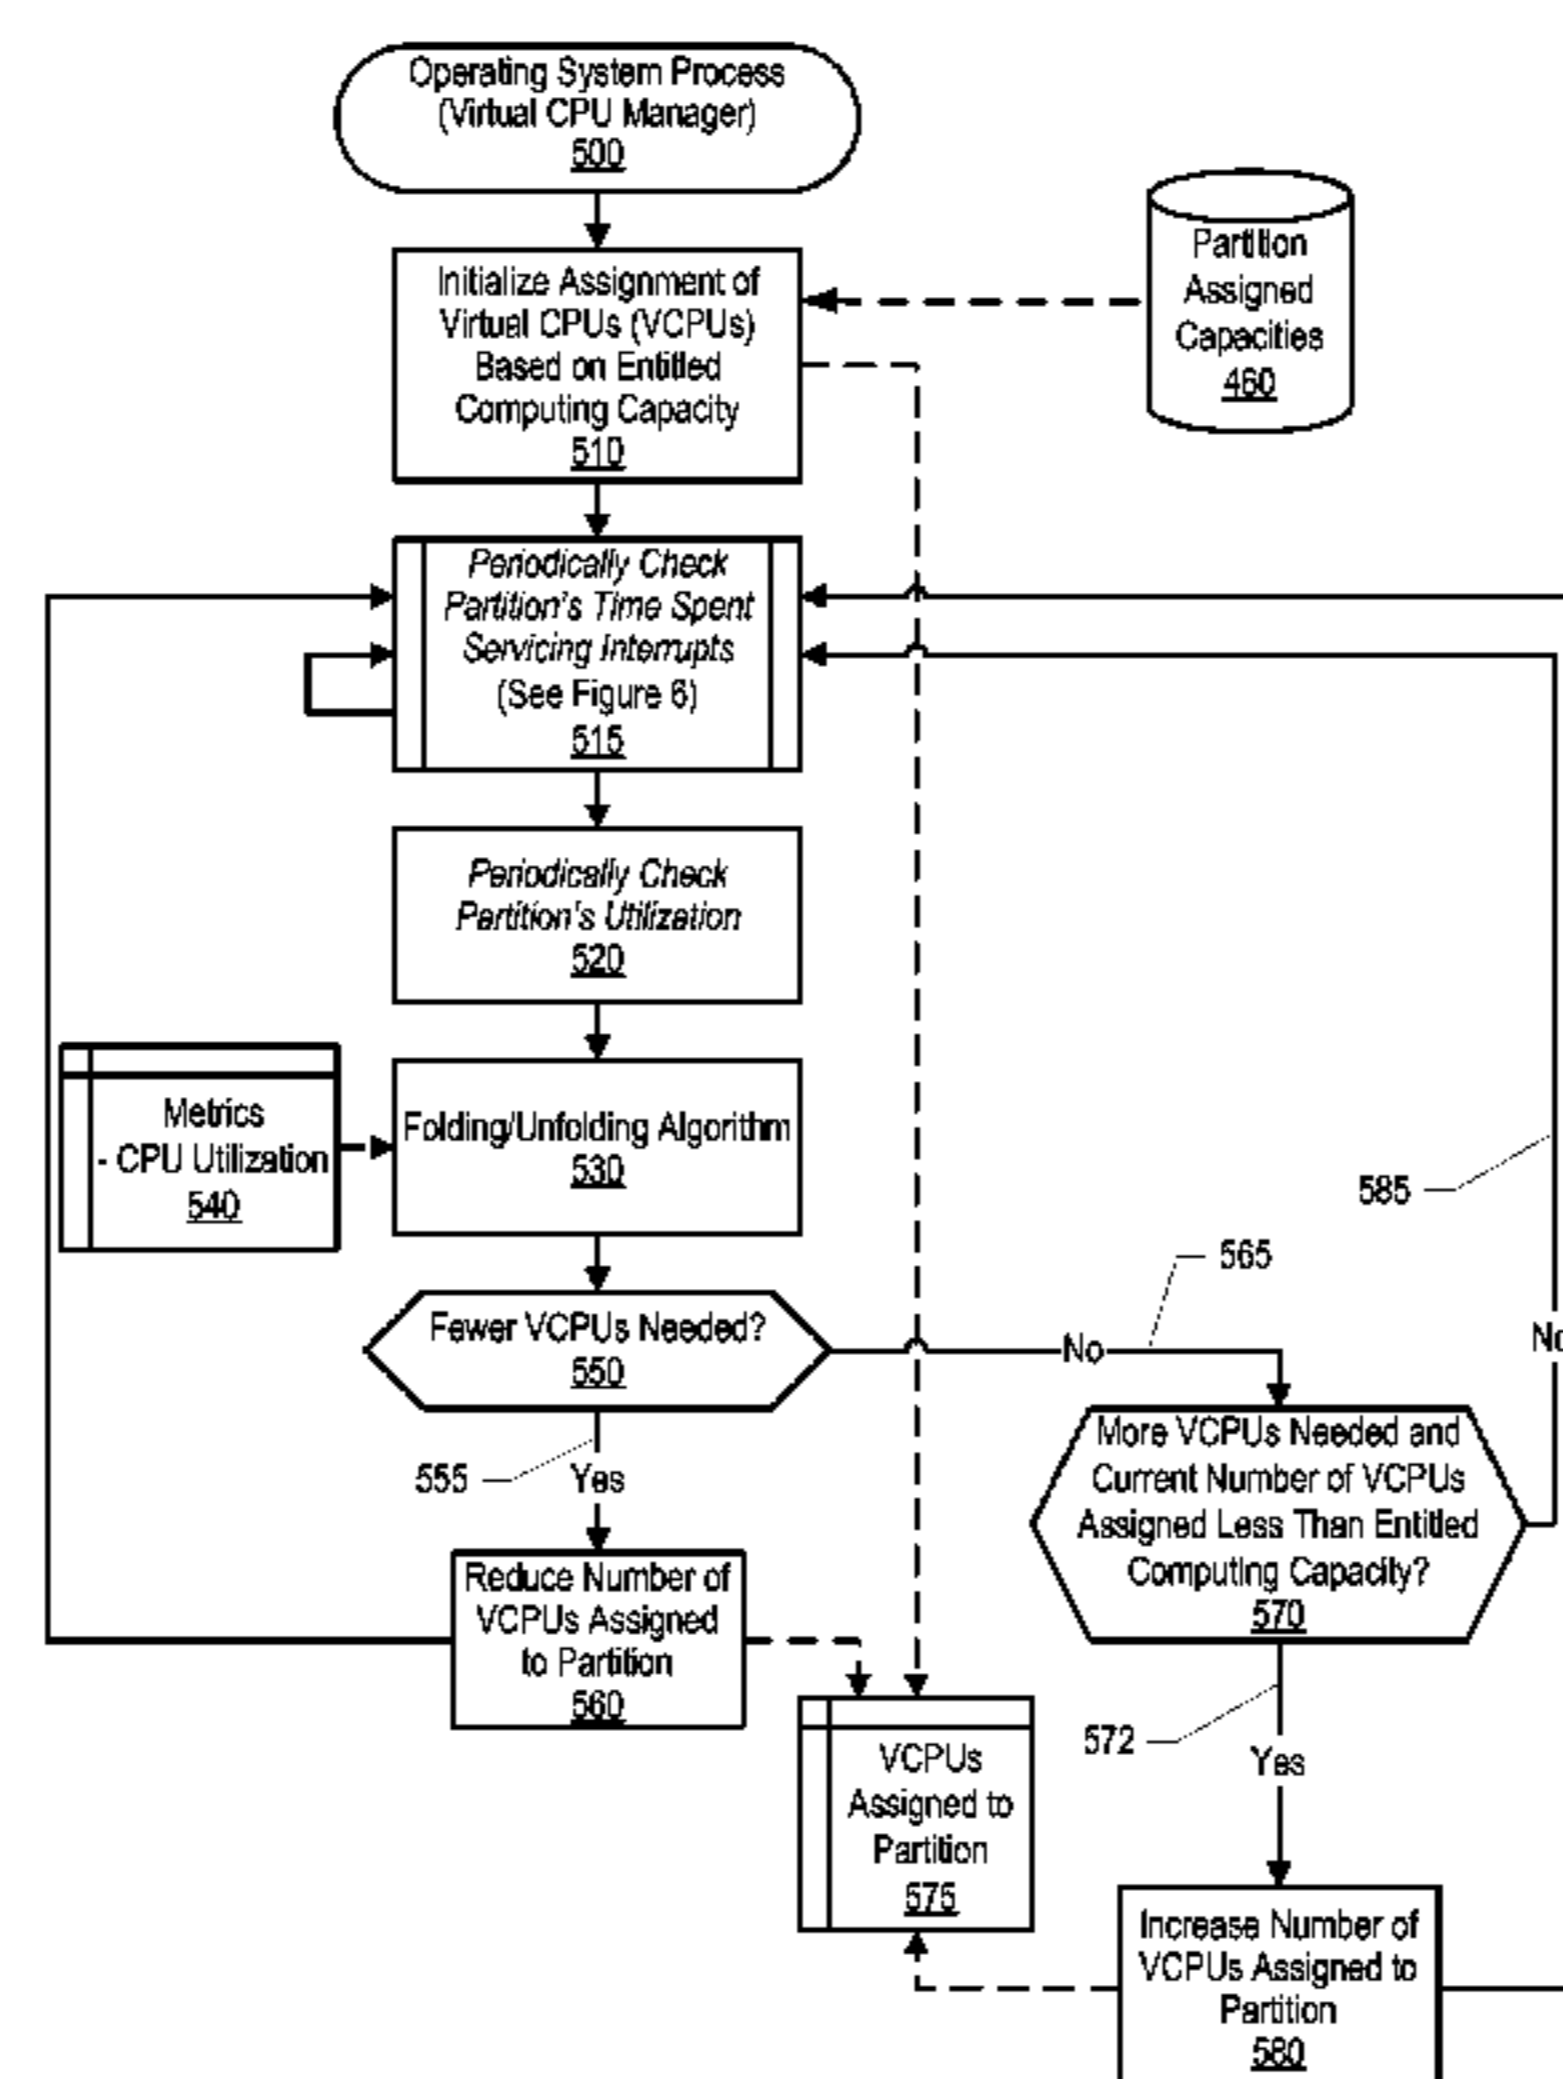 Operating System Process
(Virtual CPU Manager)
500
Initialize Assignment of
Virtual CPUs (VCPUs)
Based on Entitled
Computing Capacity
510
Partition
Assigned
Capacities
460
Periodically Check
Partition's Time Spent
Servicing Interrupts
(See Figure 6)
515
Periodically Check
Partition's Utilization
520
Metrics
- CPU Utilization
540
Folding/Unfolding Algorithm
530
585
565
Fewer VCPUs Needed?
550
No
No
More VCPUs Needed and
Current Number of VCPUs
Assigned Less Than Entitled
Computing Capacity?
570
555
Yes
Reduce Number of
VCPUs Assigned
to Partition
560
572
Yes
VCPUs
Assigned to
Partition
575
Increase Number of
VCPUs Assigned to
Partition
580